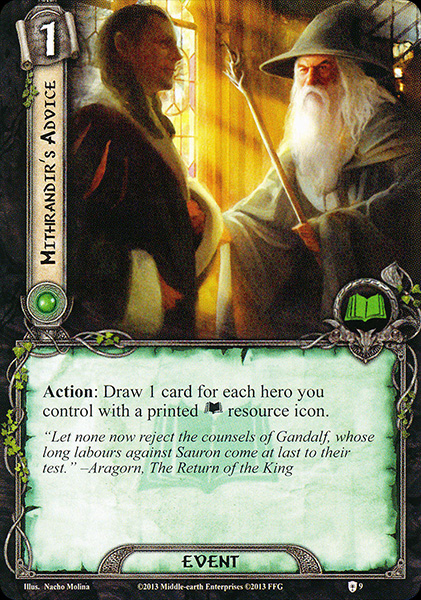 1
MITHRANDIR'S ADVICE
Action: Draw 1 card for each hero you
control with a printed resource icon.
"Let none now reject the counsels of Gandalf, whose
long labours against Sauron come at last to their
test." –Aragorn, The Return of the King
EVENT
Illus. Nacho Molina
©2013 Middle-earth Enterprises ©2013 FFG
9